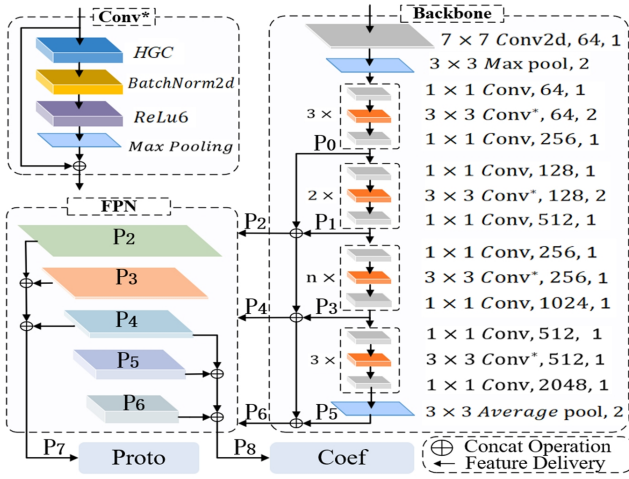 Conv*
HGC
BatchNorm2d
ReLu6
Max Pooling
Backbone
7 × 7 Conv2d, 64, 1
3 × 3 Max pool, 2
3 ×
1 × 1 Conv, 64, 1
3 × 3 Conv*, 64, 2
1 × 1 Conv, 256, 1
P0
2 ×
1 × 1 Conv, 128, 1
3 × 3 Conv*, 128, 2
1 × 1 Conv, 512, 1
P2
P1
n ×
1 × 1 Conv, 256, 1
3 × 3 Conv*, 256, 1
1 × 1 Conv, 1024, 1
P4
P3
3 ×
1 × 1 Conv, 512, 1
3 × 3 Conv*, 512, 1
1 × 1 Conv, 2048, 1
P6
P5
3 × 3 Average pool, 2
FPN
P2
P3
P4
P5
P6
P7
Proto
P8
Coef
Concat Operation
Feature Delivery